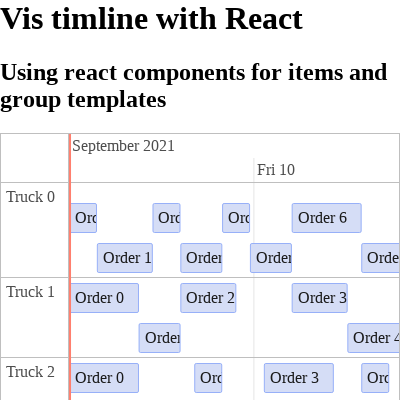 Vis timline with React
Using react components for items and
group templates
September 2021
Fri 10
Truck 0
Ord Ord Ord Order 6
Order 1 Order Order Orde
Truck 1
Order 0 Order 2 Order 3
Order Order 4
Truck 2
Order 0 Ord Order 3 Ord